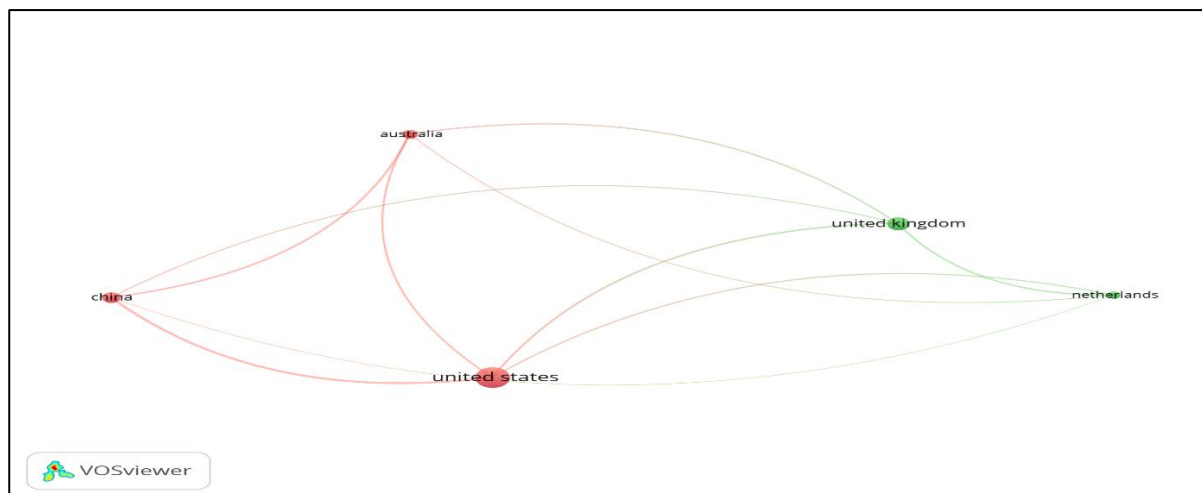 australia
united kingdom
china
netherlands
united states
VOSviewer